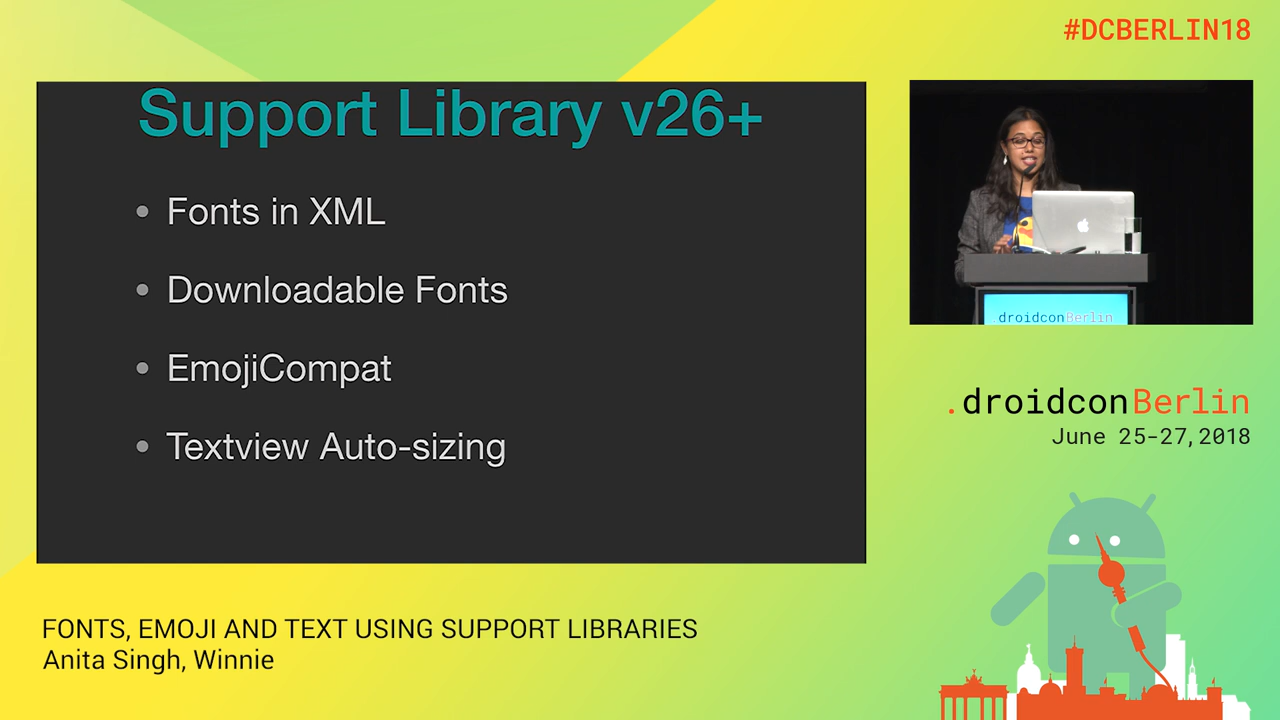 #DCBERLIN18
Support Library v26+
• Fonts in XML
• Downloadable Fonts
• EmojiCompat
• Textview Auto-sizing
droidconBerlin
.droidconBerlin
June 25-27, 2018
FONTS, EMOJI AND TEXT USING SUPPORT LIBRARIES
Anita Singh, Winnie